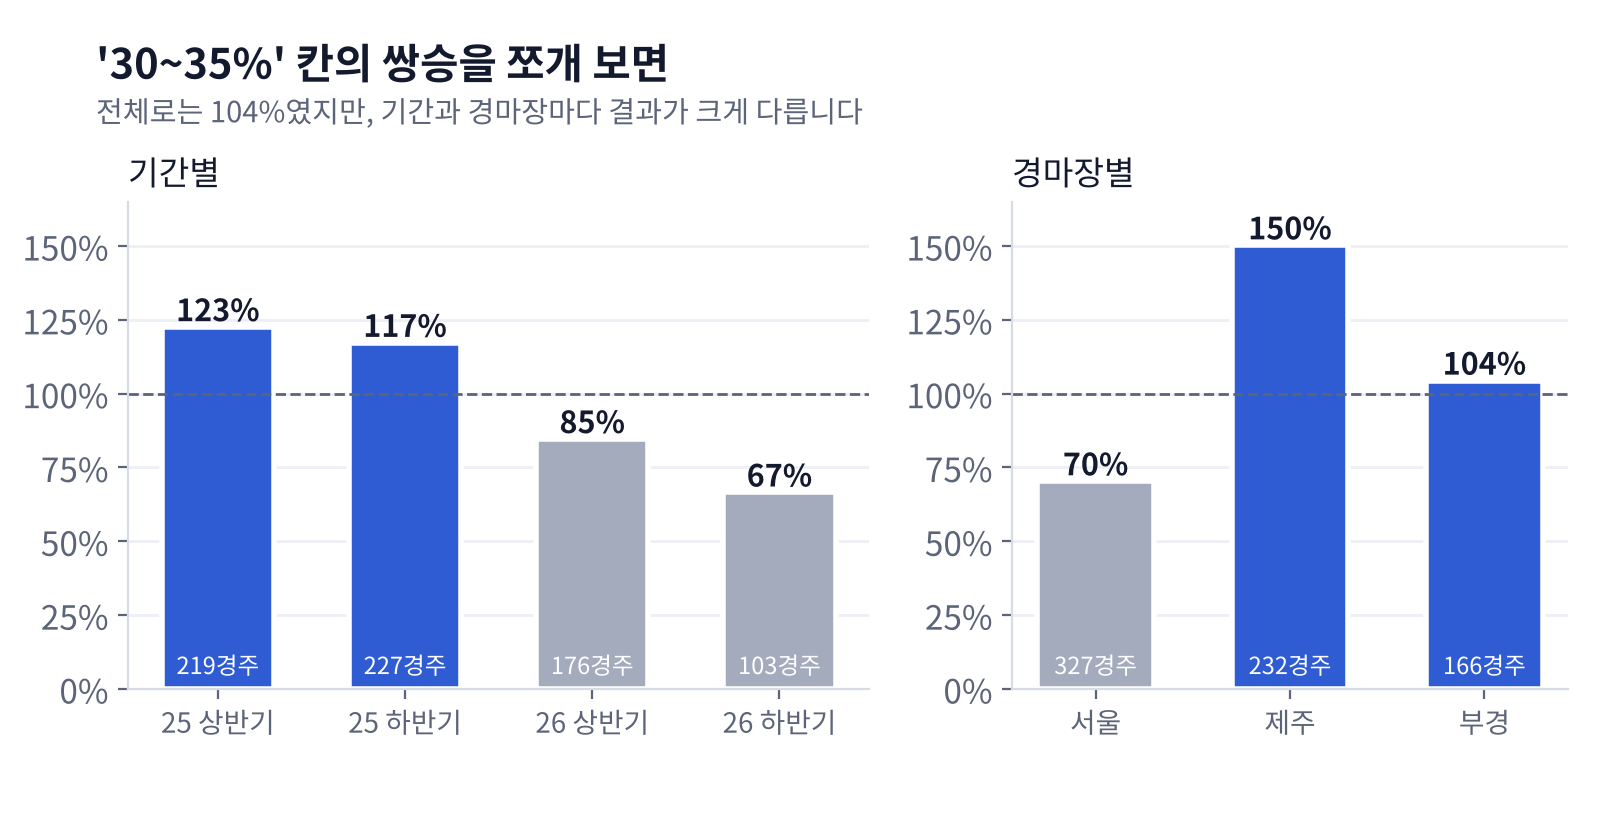 '30~35%' 칸의 쌍승을 쪼개 보면
전체로는 104%였지만, 기간과 경마장마다 결과가 크게 다릅니다
기간별
150%
125%
100%
75%
50%
25%
0%
123%
117%
85%
67%
219경주
227경주
176경주
103경주
25 상반기
25 하반기
26 상반기
26 하반기
경마장별
150%
125%
100%
75%
50%
25%
0%
70%
150%
104%
327경주
232경주
166경주
서울
제주
부경